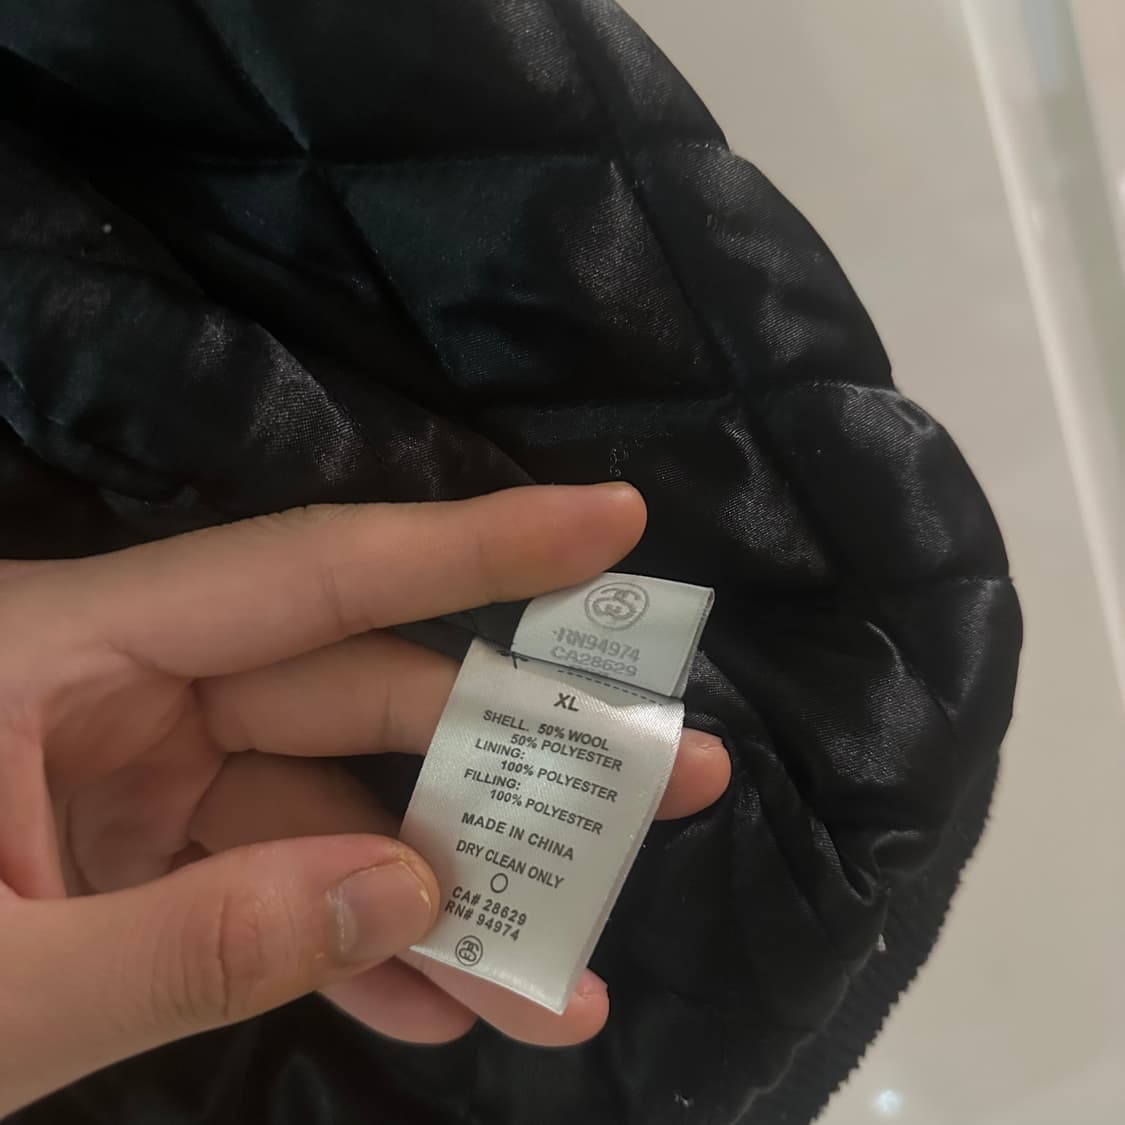 RN94974
CA28629
XL
SHELL. 50% WOOL
50% POLYESTER
LINING:
100% POLYESTER
FILLING:
100% POLYESTER
MADE IN CHINA
DRY CLEAN ONLY
CA# 28629
RN# 94974